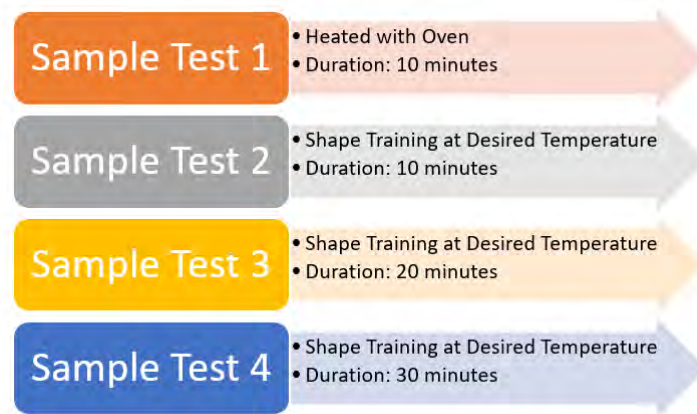 Sample Test 1
• Heated with Oven
• Duration: 10 minutes
Sample Test 2
• Shape Training at Desired Temperature
• Duration: 10 minutes
Sample Test 3
• Shape Training at Desired Temperature
• Duration: 20 minutes
Sample Test 4
• Shape Training at Desired Temperature
• Duration: 30 minutes